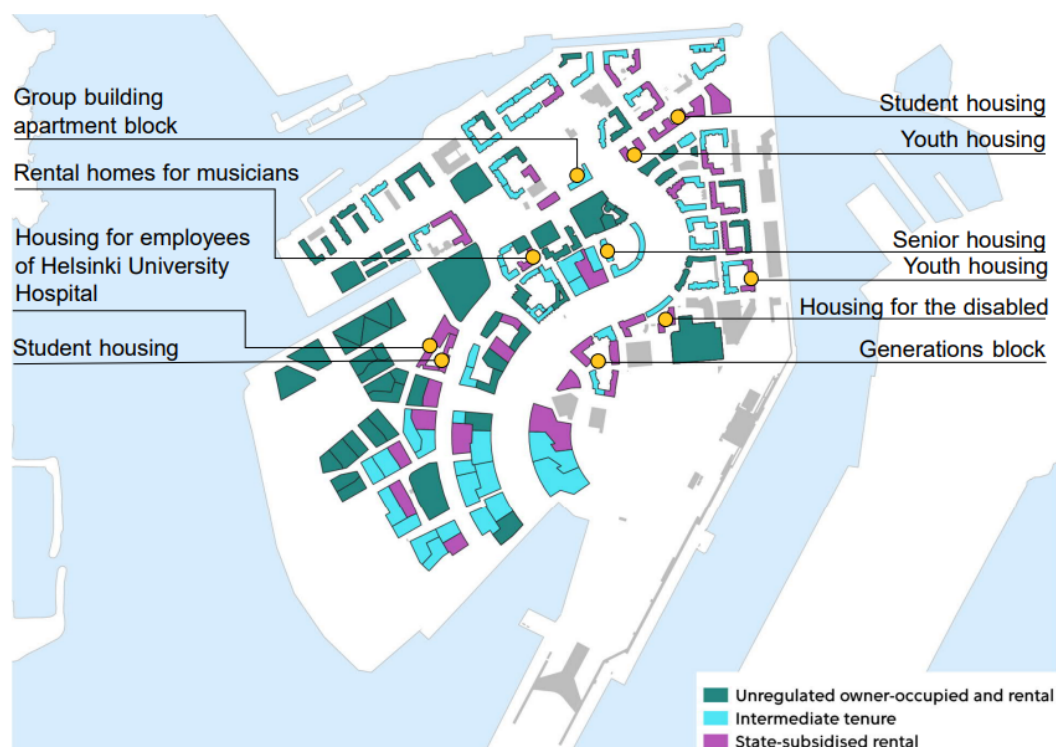 Group building
apartment block
Rental homes for musicians
Housing for employees
of Helsinki University
Hospital
Student housing
Student housing
Youth housing
Senior housing
Youth housing
Housing for the disabled
Generations block
Unregulated owner-occupied and rental
Intermediate tenure
State-subsidised rental